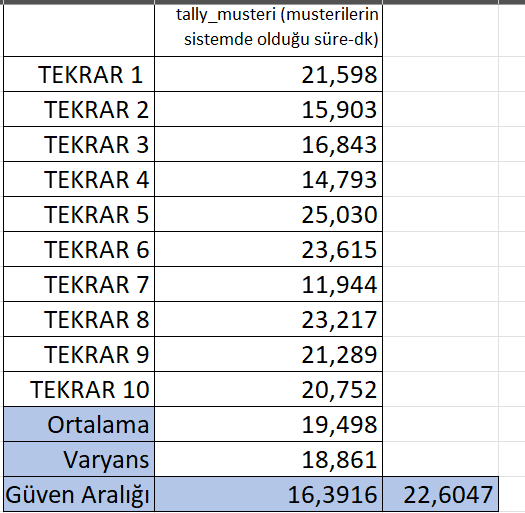 tally_musteri (musterilerin
sistemde olduğu süre-dk)
TEKRAR 1 21,598
TEKRAR 2 15,903
TEKRAR 3 16,843
TEKRAR 4 14,793
TEKRAR 5 25,030
TEKRAR 6 23,615
TEKRAR 7 11,944
TEKRAR 8 23,217
TEKRAR 9 21,289
TEKRAR 10 20,752
Ortalama 19,498
Varyans 18,861
Güven Aralığı 16,3916 22,6047